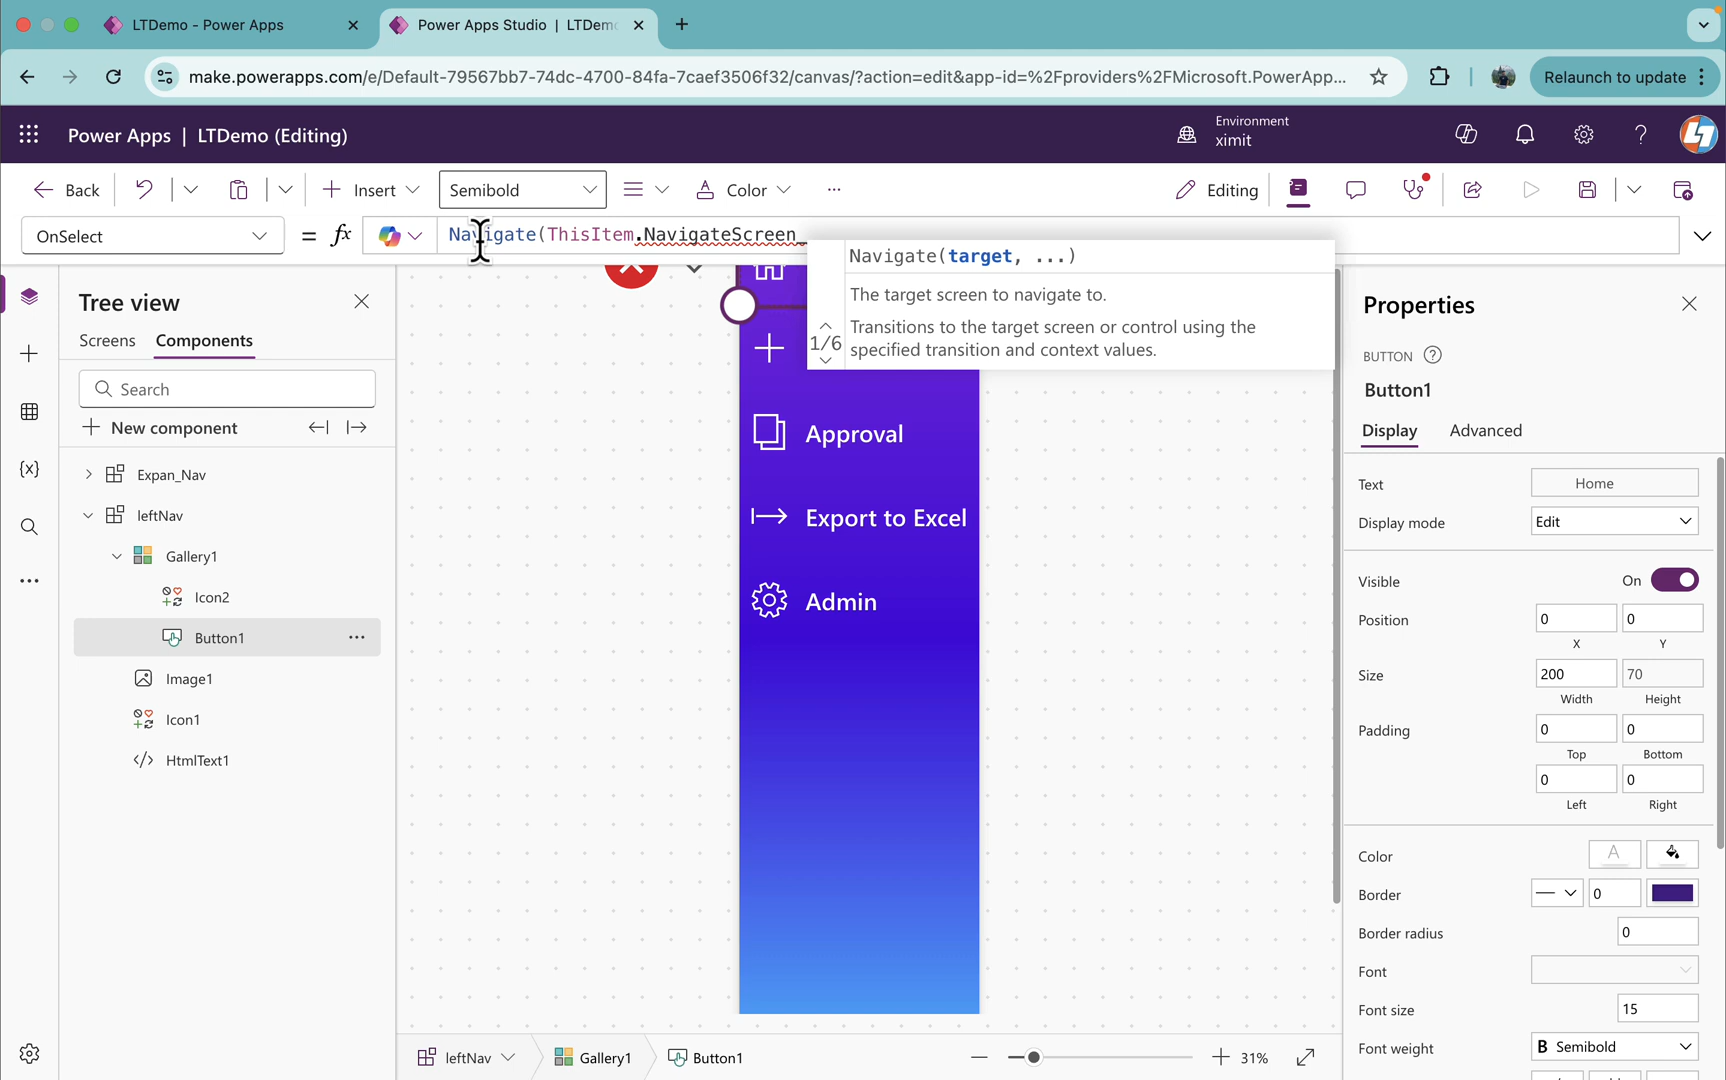 LTDemo - Power Apps
Power Apps Studio | LTDem
make.powerapps.com/e/Default-79567bb7-74dc-4700-84fa-7caef3506f32/canvas/?action=edit&app-id=%2Fproviders%2FMicrosoft.PowerApp...
Relaunch to update
Power Apps | LTDemo (Editing)
Environment
ximit
Back
Insert
Semibold
Color
...
Editing
OnSelect
= fx
Navigate(ThisItem.NavigateScreen
Navigate(target, ...)
The target screen to navigate to.
1/6
Transitions to the target screen or control using the
specified transition and context values.
Tree view
Screens
Components
Search
New component
Expan_Nav
leftNav
Gallery1
Icon2
Button1
...
Image1
Icon1
HtmlText1
Approval
Export to Excel
Admin
Properties
BUTTON
Button1
Display
Advanced
Text
Home
Display mode
Edit
Visible
On
Position
0
0
X
Y
Size
200
70
Width
Height
Padding
0
0
Top
Bottom
0
0
Left
Right
Color
A
Border
0
Border radius
0
Font
Font size
15
Font weight
B Semibold
leftNav
Gallery1
Button1
31%